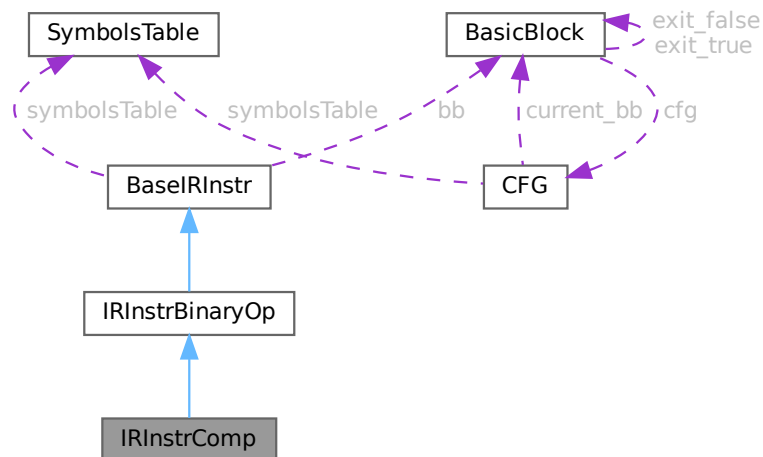 SymbolsTable
BasicBlock
exit_false
exit_true
symbolsTable
symbolsTable
bb
current_bb
cfg
BaseIRInstr
CFG
IRInstrBinaryOp
IRInstrComp